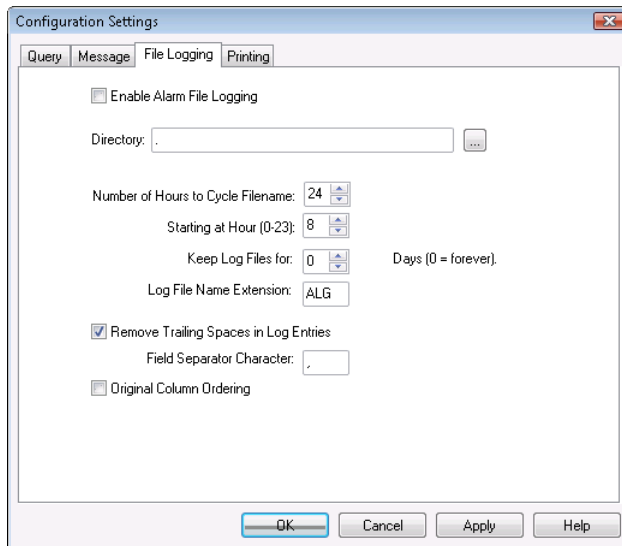 Configuration Settings
Query Message File Logging Printing
Enable Alarm File Logging
Directory: .
...
Number of Hours to Cycle Filename: 24
Starting at Hour (0-23): 8
Keep Log Files for: 0 Days (0 = forever).
Log File Name Extension: ALG
Remove Trailing Spaces in Log Entries
Field Separator Character: ,
Original Column Ordering
OK Cancel Apply Help